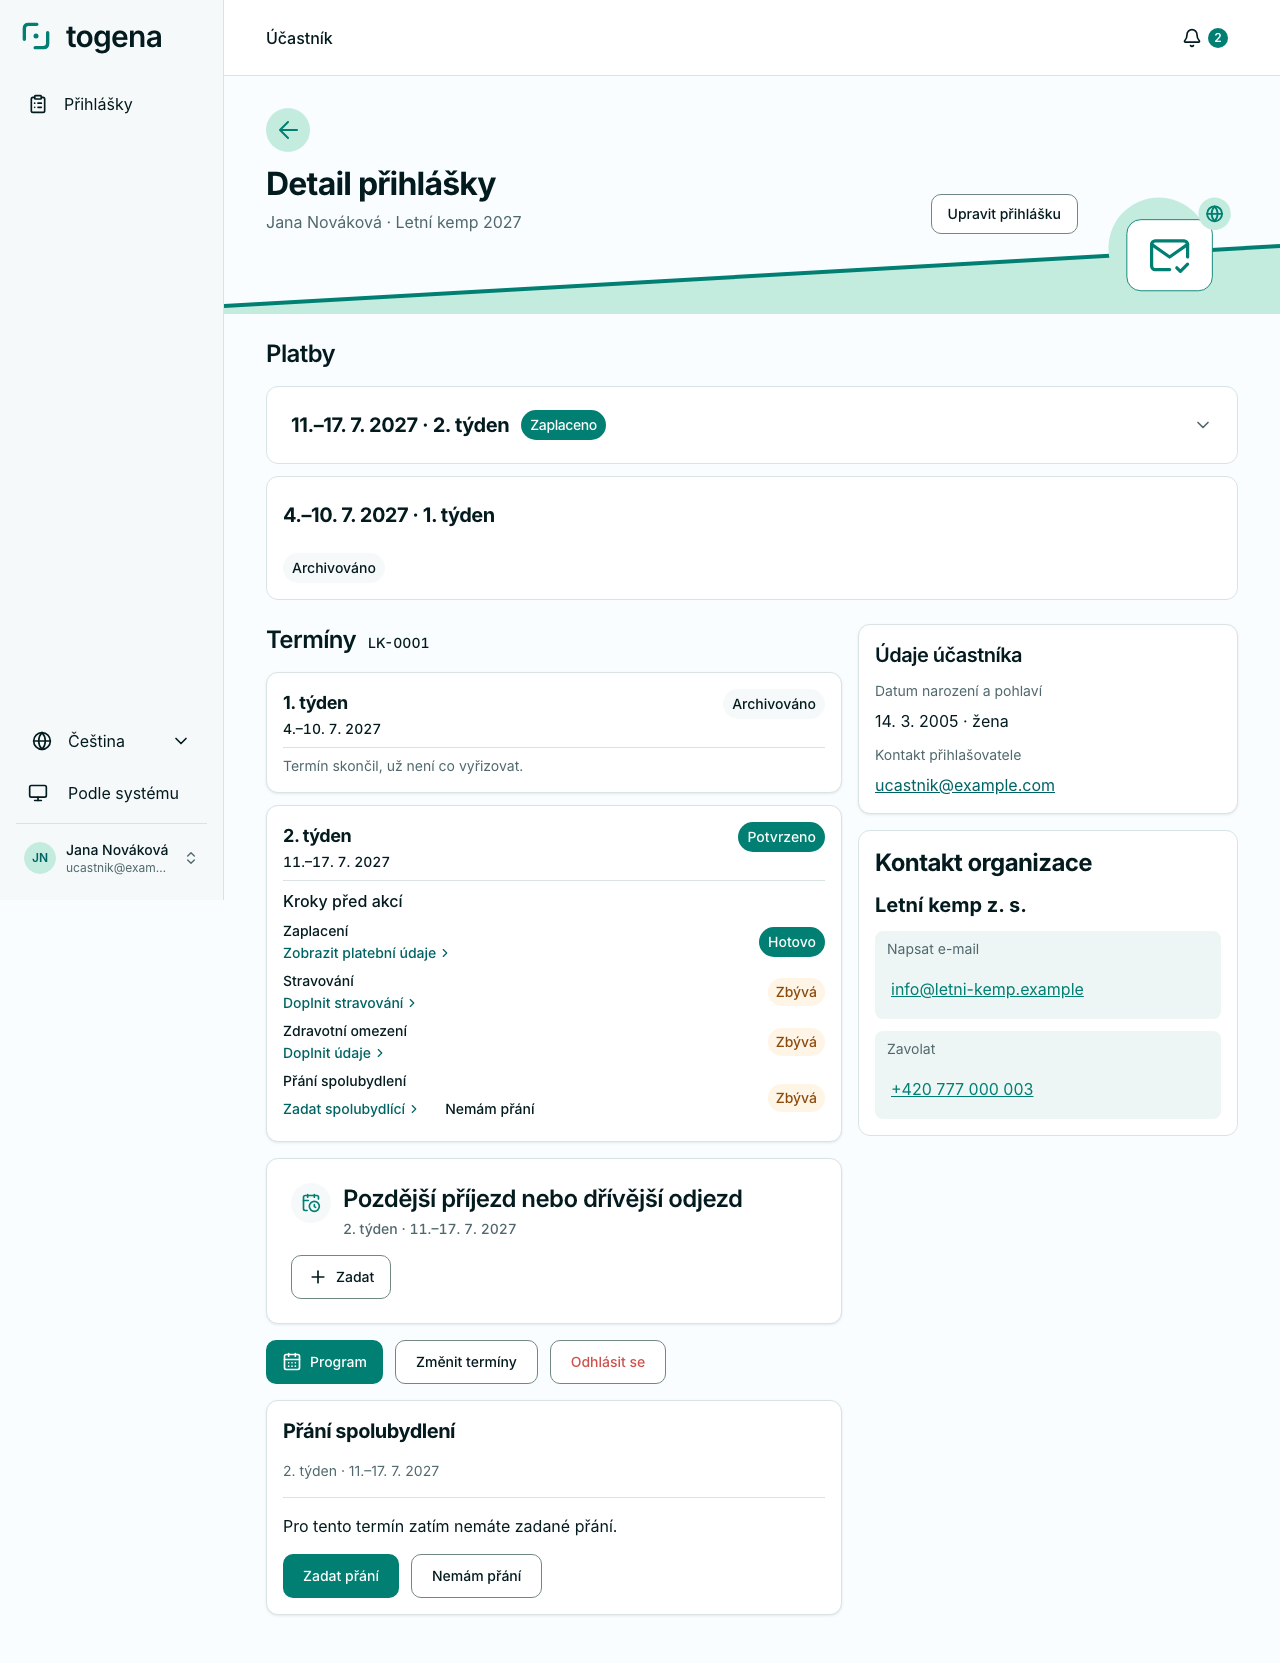 togena
Účastník
2
Přihlášky
Detail přihlášky
Jana Nováková · Letní kemp 2027
Upravit přihlášku
Platby
11.–17. 7. 2027 · 2. týden Zaplaceno
4.–10. 7. 2027 · 1. týden
Archivováno
Termíny LK-0001
1. týden
Archivováno
4.–10. 7. 2027
Termín skončil, už není co vyřizovat.
2. týden
Potvrzeno
11.–17. 7. 2027
Kroky před akcí
Zaplacení
Zobrazit platební údaje
Hotovo
Stravování
Doplnit stravování
Zbývá
Zdravotní omezení
Doplnit údaje
Zbývá
Přání spolubydlení
Zadat spolubydlící Nemám přání
Zbývá
Pozdější příjezd nebo dřívější odjezd
2. týden · 11.–17. 7. 2027
Zadat
Program Změnit termíny Odhlásit se
Přání spolubydlení
2. týden · 11.–17. 7. 2027
Pro tento termín zatím nemáte zadané přání.
Zadat přání Nemám přání
Údaje účastníka
Datum narození a pohlaví
14. 3. 2005 · žena
Kontakt přihlašovatele
ucastnik@example.com
Kontakt organizace
Letní kemp z. s.
Napsat e-mail
info@letni-kemp.example
Zavolat
+420 777 000 003
Čeština
Podle systému
JN
Jana Nováková
ucastnik@exam...